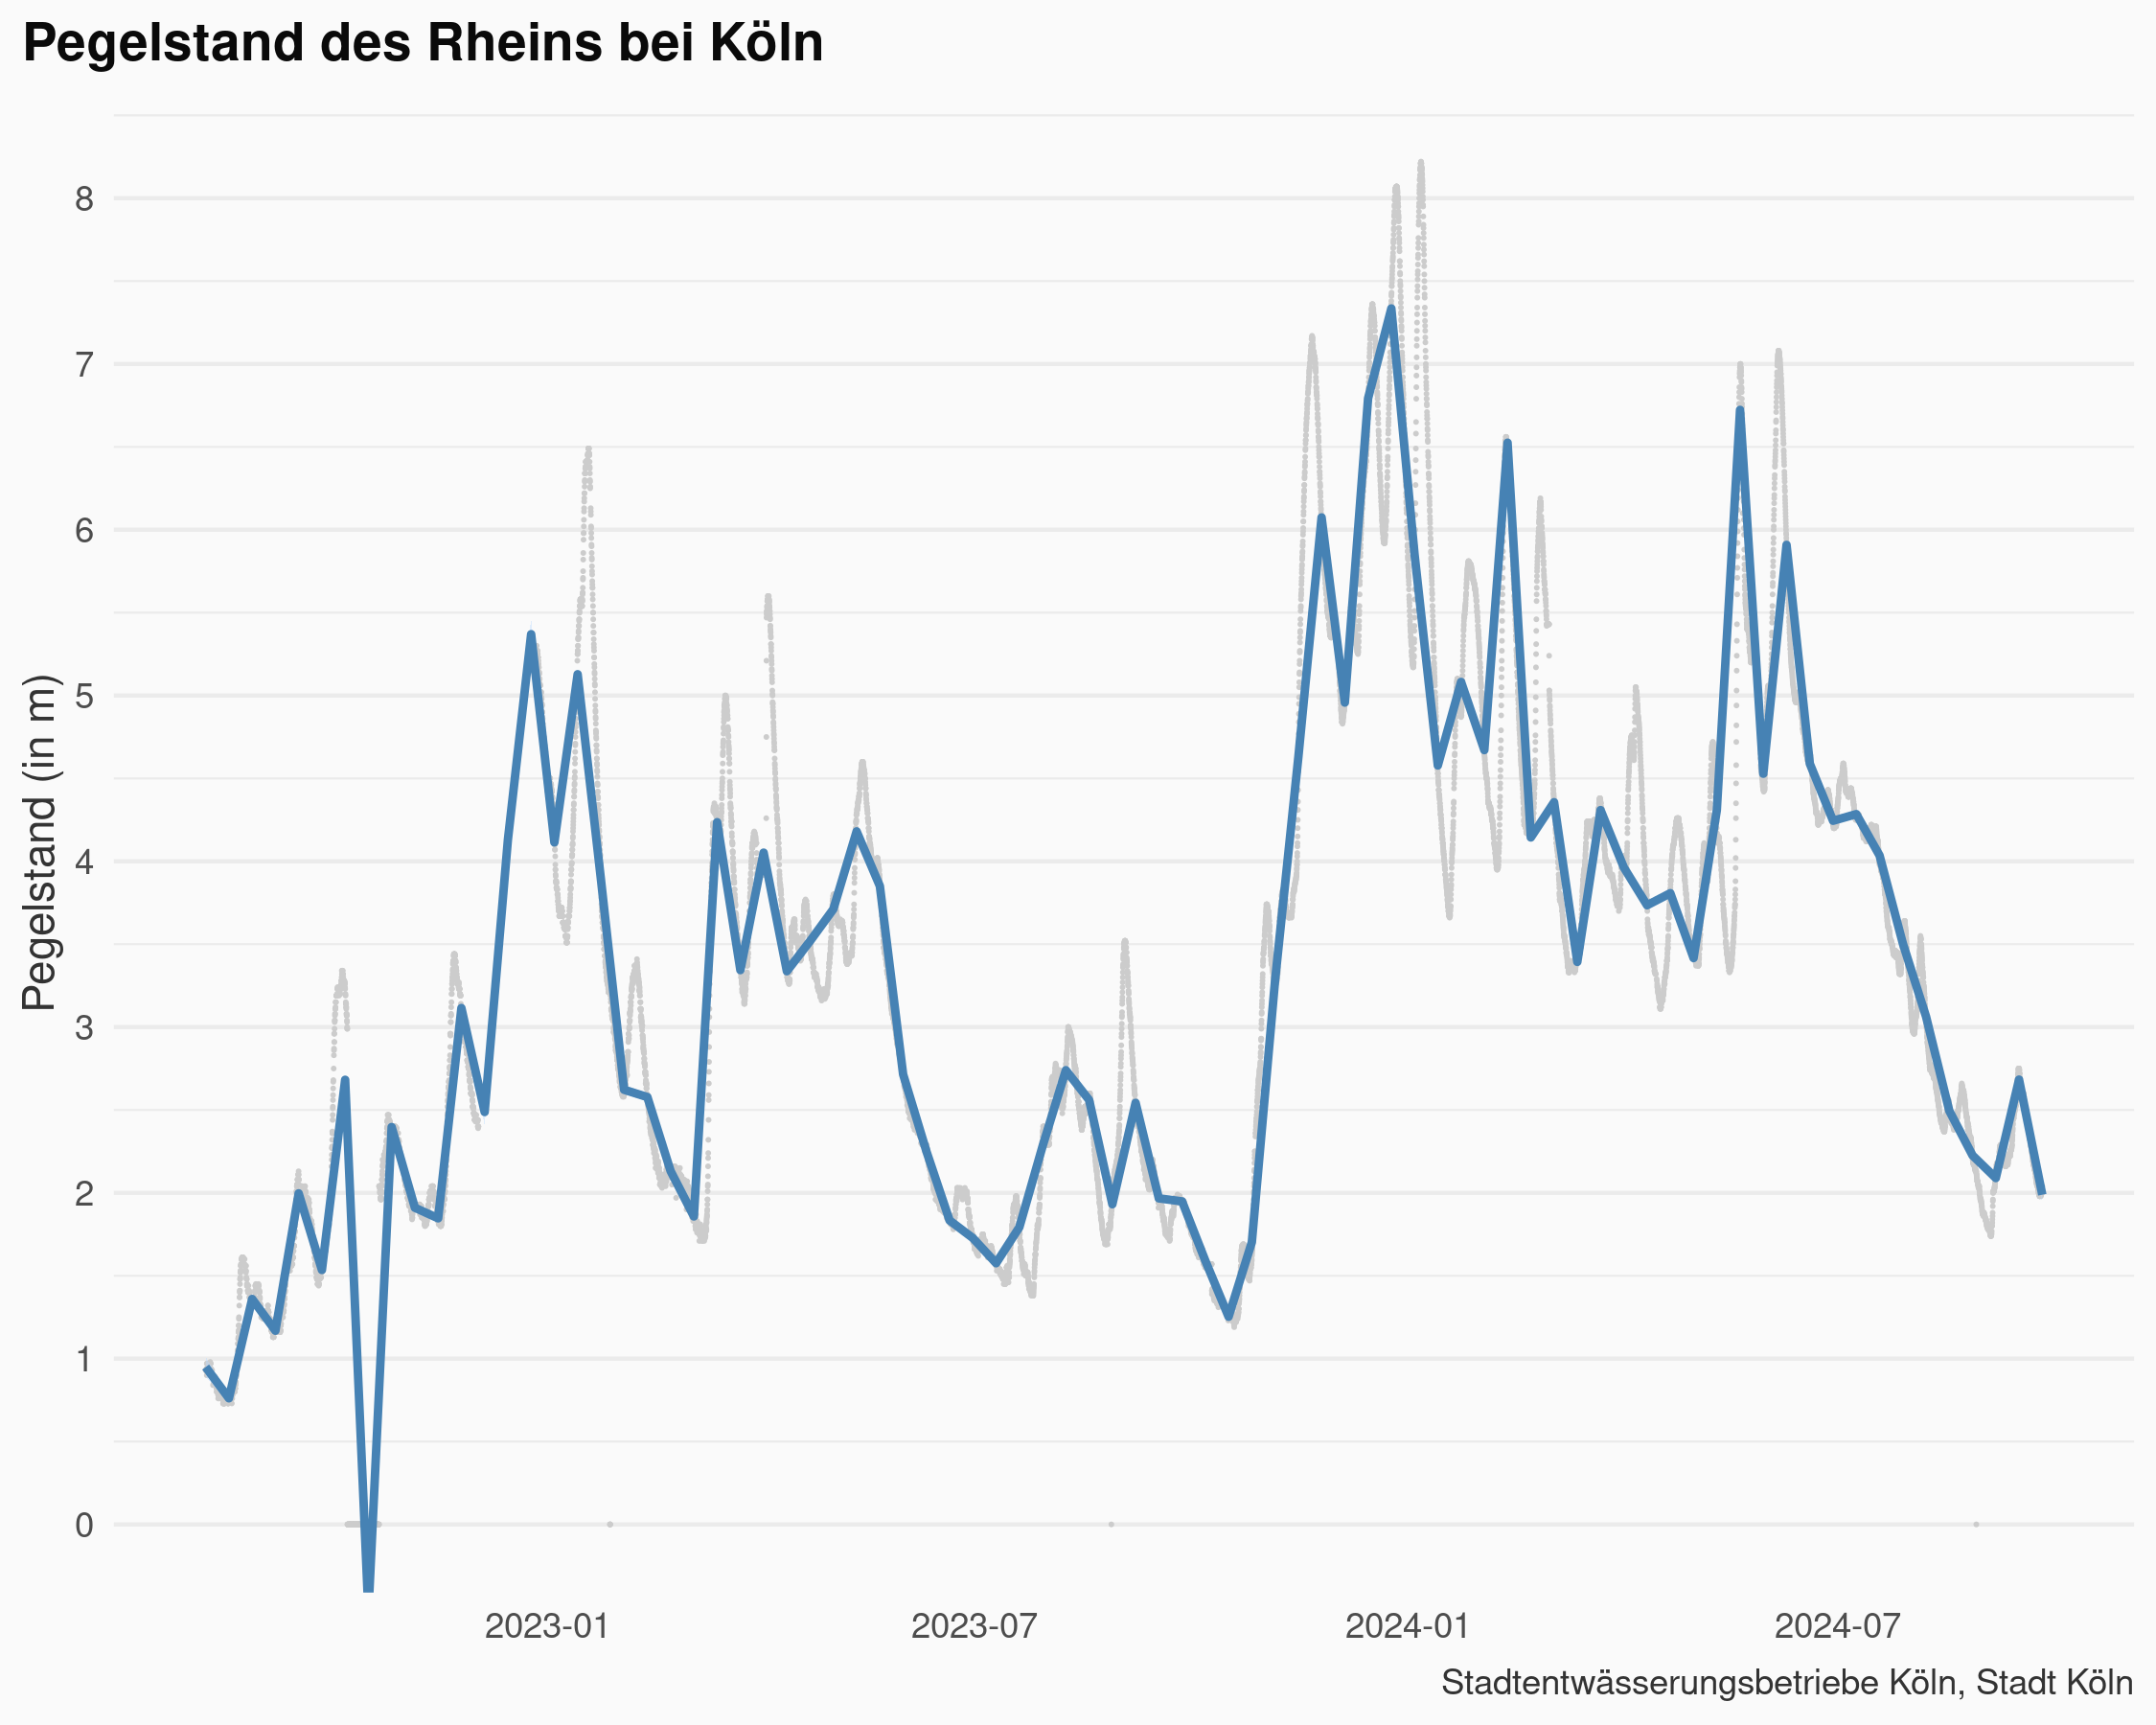 Pegelstand des Rheins bei Köln
Pegelstand (in m)
8
7
6
5
4
3
2
1
0
2023-01 2023-07 2024-01 2024-07
Stadtentwässerungsbetriebe Köln, Stadt Köln